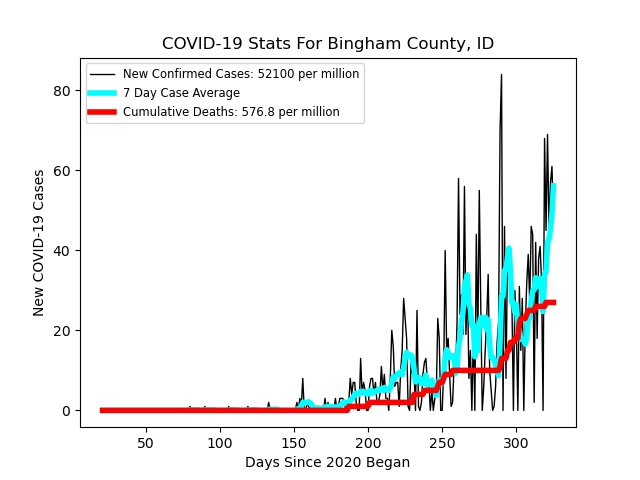 COVID-19 Stats For Bingham County, ID
New Confirmed Cases: 52100 per million
7 Day Case Average
Cumulative Deaths: 576.8 per million
New COVID-19 Cases
80
60
40
20
0
50 100 150 200 250 300
Days Since 2020 Began